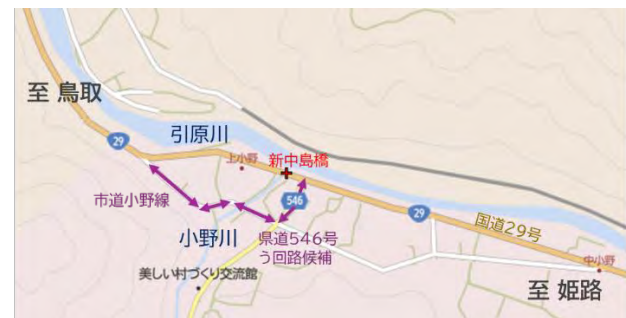 至 鳥取
29
引原川
上小野
新中島橋
市道小野線
546
29
国道29号
小野川
県道546号
う回路候補
美しい村づくり交流館
中小野
至 姫路